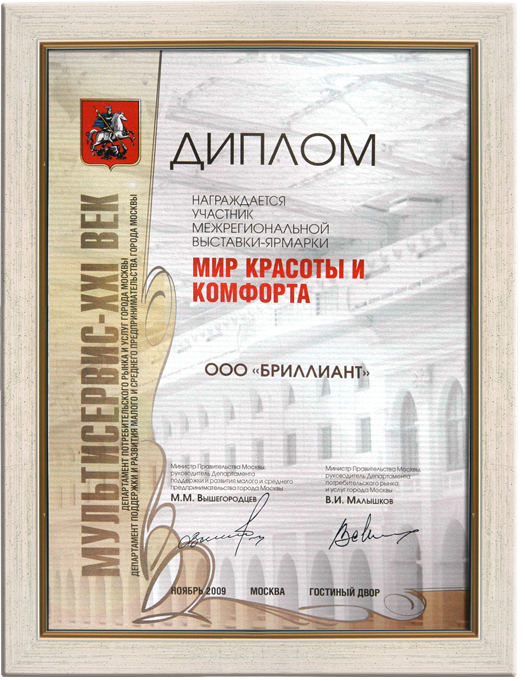 ДИПЛОМ
НАГРАЖДАЕТСЯ
УЧАСТНИК
МЕЖРЕГИОНАЛЬНОЙ
ВЫСТАВКИ-ЯРМАРКИ
МИР КРАСОТЫ И
КОМФОРТА
ООО «БРИЛЛИАНТ»
Министр Правительства Москвы,
руководитель Департамента
поддержки и развития малого и среднего
предпринимательства города Москвы
М.М. Вышегородцев
Министр Правительства Москвы,
руководитель Департамента
потребительского рынка
и услуг города Москвы
В.И. Малышков
НОЯБРЬ 2009 МОСКВА ГОСТИНЫЙ ДВОР
МУЛЬТИСЕРВИС-XXI ВЕК
ДЕПАРТАМЕНТ ПОТРЕБИТЕЛЬСКОГО РЫНКА И УСЛУГ ГОРОДА МОСКВЫ
ДЕПАРТАМЕНТ ПОДДЕРЖКИ И РАЗВИТИЯ МАЛОГО И СРЕДНЕГО ПРЕДПРИНИМАТЕЛЬСТВА ГОРОДА МОСКВЫ